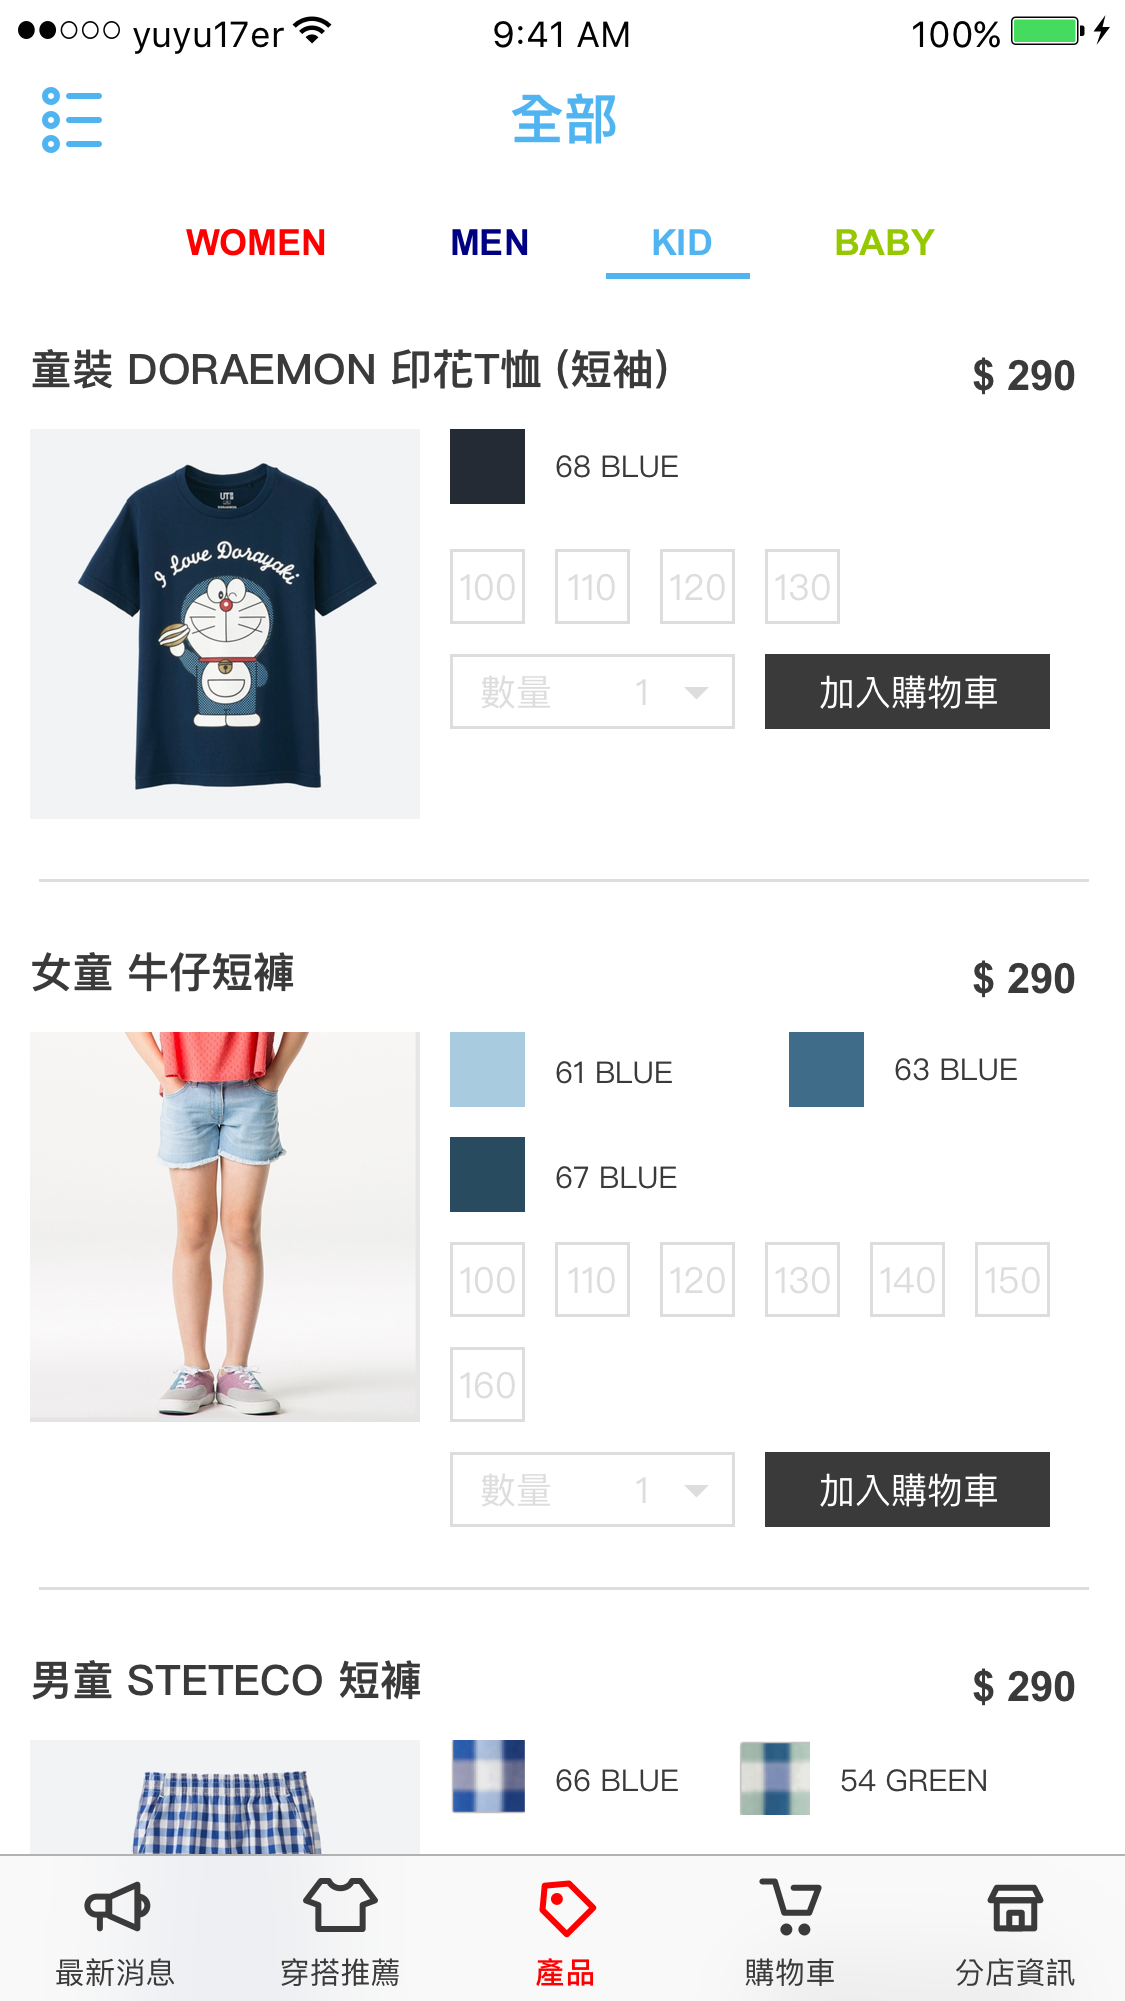 yuyu17er 9:41 AM 100%
全部
WOMEN MEN KID BABY
童裝 DORAEMON 印花T恤 (短袖) $ 290
UT
I Love Dorayaki
68 BLUE
100 110 120 130
數量 1 加入購物車
女童 牛仔短褲 $ 290
61 BLUE 63 BLUE
67 BLUE
100 110 120 130 140 150
160
數量 1 加入購物車
男童 STETECO 短褲 $ 290
66 BLUE 54 GREEN
最新消息 穿搭推薦 產品 購物車 分店資訊